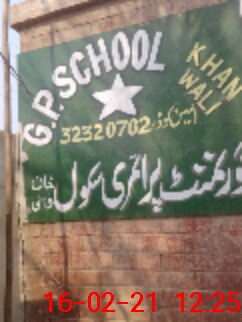 G.P. SCHOOL
KHAN WALI
32320702
گورنمنٹ پرائمری سکول خان والی
16-02-21 12:25